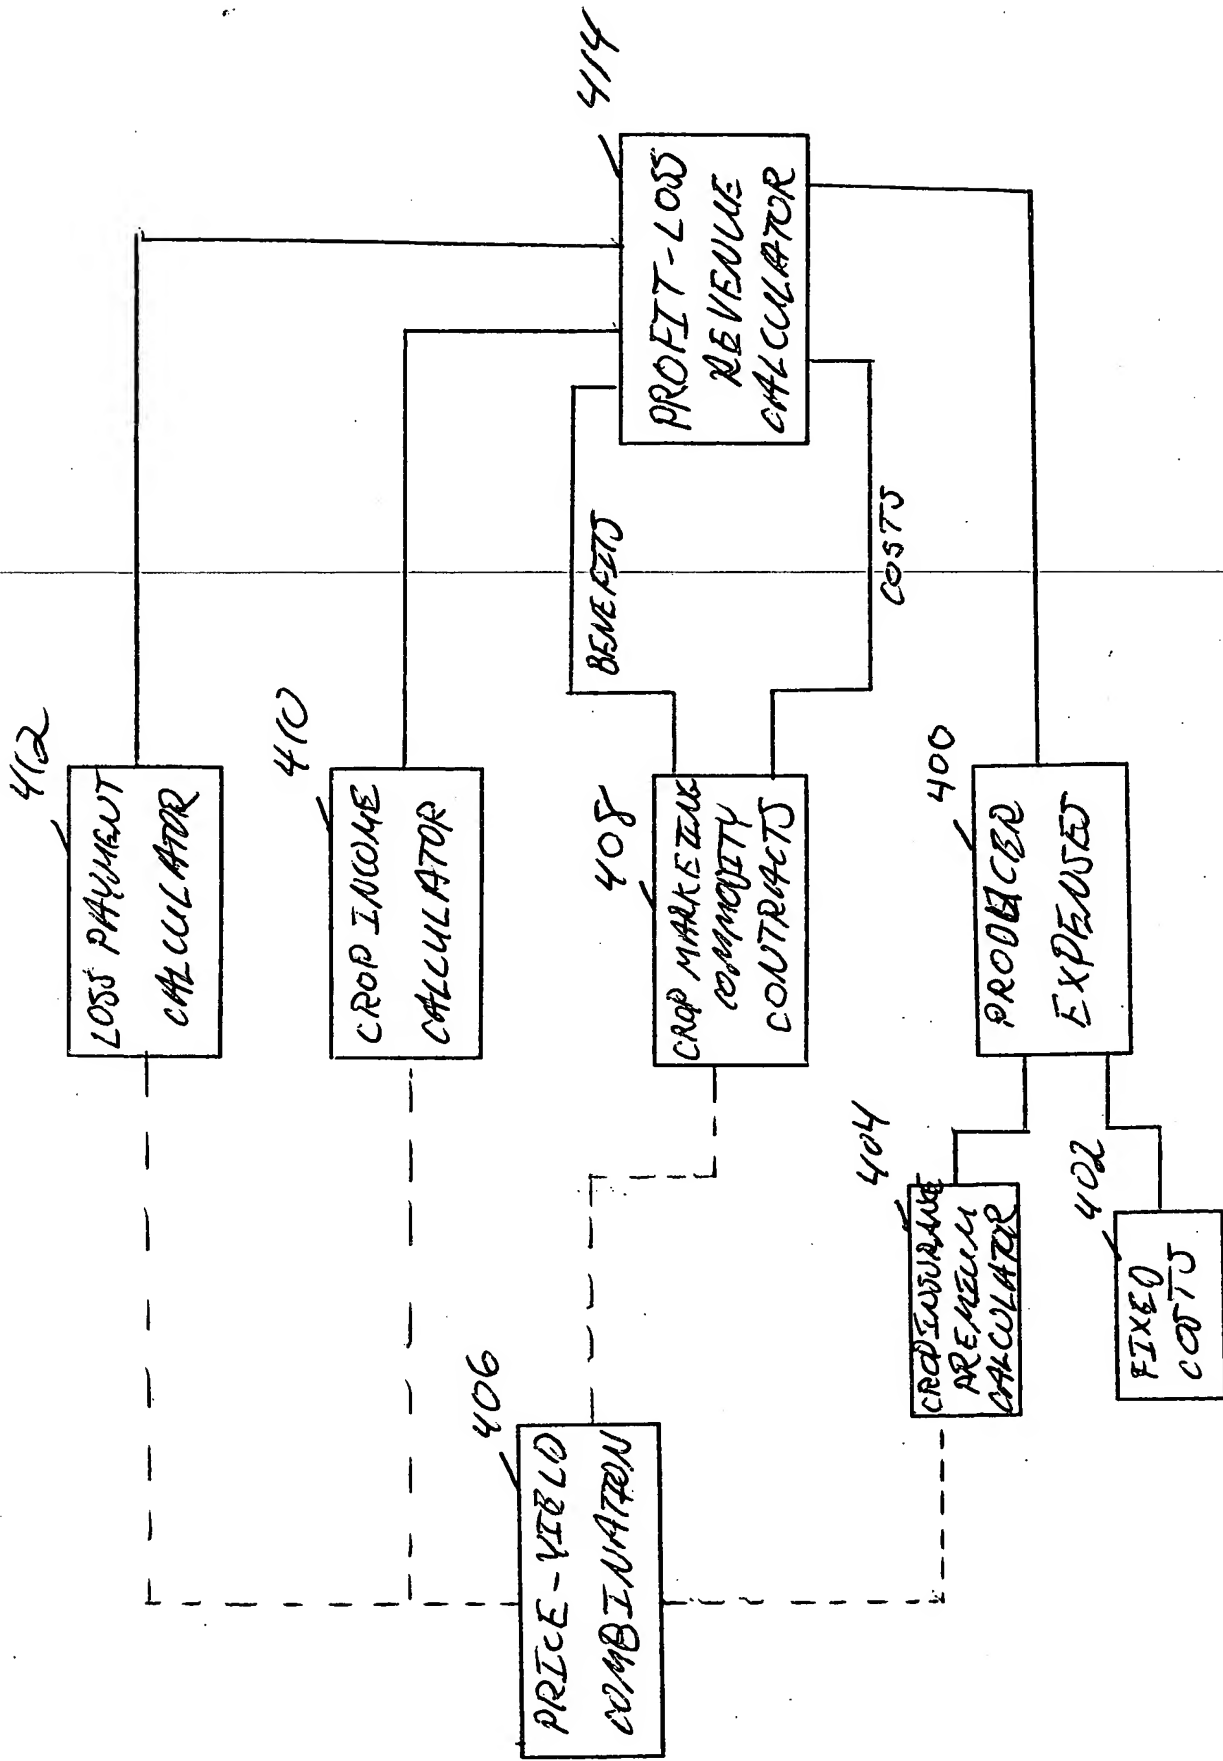 412
LOSS PAYMENT
CALCULATOR
410
CROP INCOME
CALCULATOR
414
PROFIT-LOSS
REVENUE
CALCULATOR
BENEFITS
COSTS
408
CROP MARKETING
COMMODITY
CONTRACTS
400
PRODUCER
EXPENSES
406
PRICE-YIELD
COMBINATION
404
CROP INSURANCE
PREMIUM
CALCULATOR
402
FIXED
COSTS